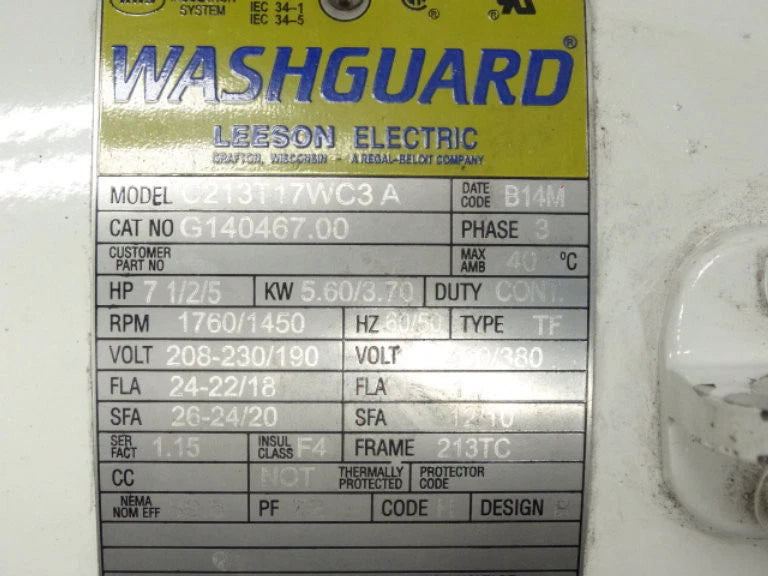 SYSTEM
IEC 34-1
IEC 34-5
WASHGUARD®
LEESON ELECTRIC
GRAFTON, WISCONSIN - A REGAL-BELOIT COMPANY
MODEL C213T17WC3 A DATE CODE B14M
CAT NO G140467.00 PHASE 3
CUSTOMER PART NO MAX AMB 40 °C
HP 7 1/2/5 KW 5.60/3.70 DUTY CONT.
RPM 1760/1450 HZ 60/50 TYPE TF
VOLT 208-230/190 VOLT /380
FLA 24-22/18 FLA
SFA 26-24/20 SFA 12/10
SER FACT 1.15 INSUL CLASS F4 FRAME 213TC
CC NOT THERMALLY PROTECTED PROTECTOR CODE
NEMA NOM EFF PF CODE DESIGN